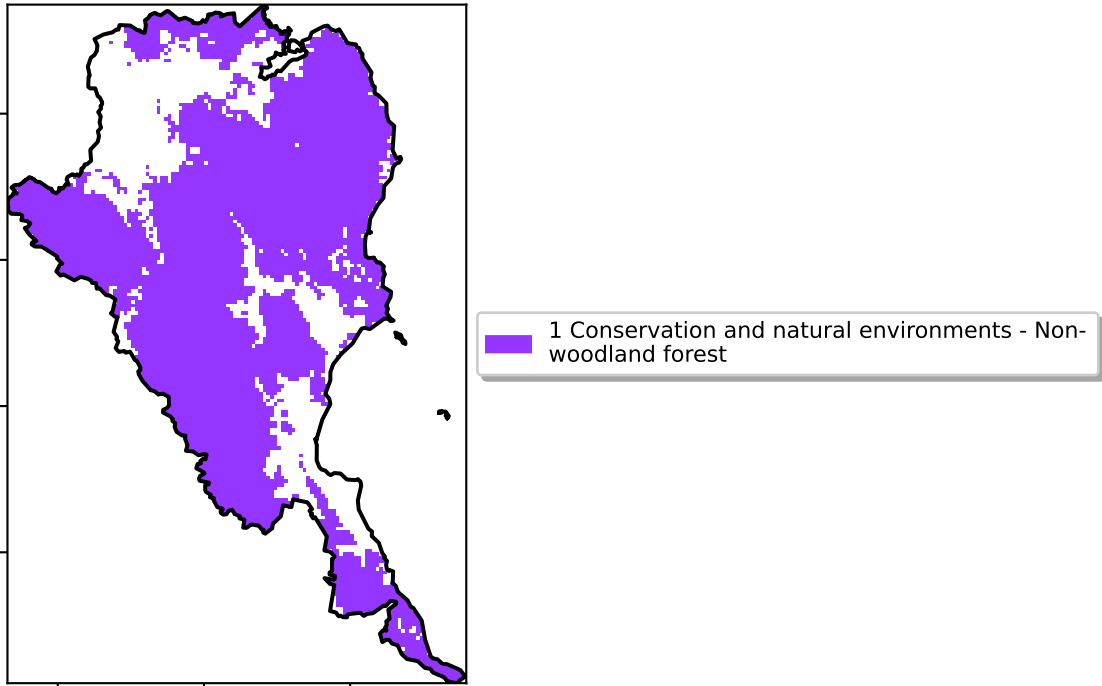 1 Conservation and natural environments - Non-
woodland forest